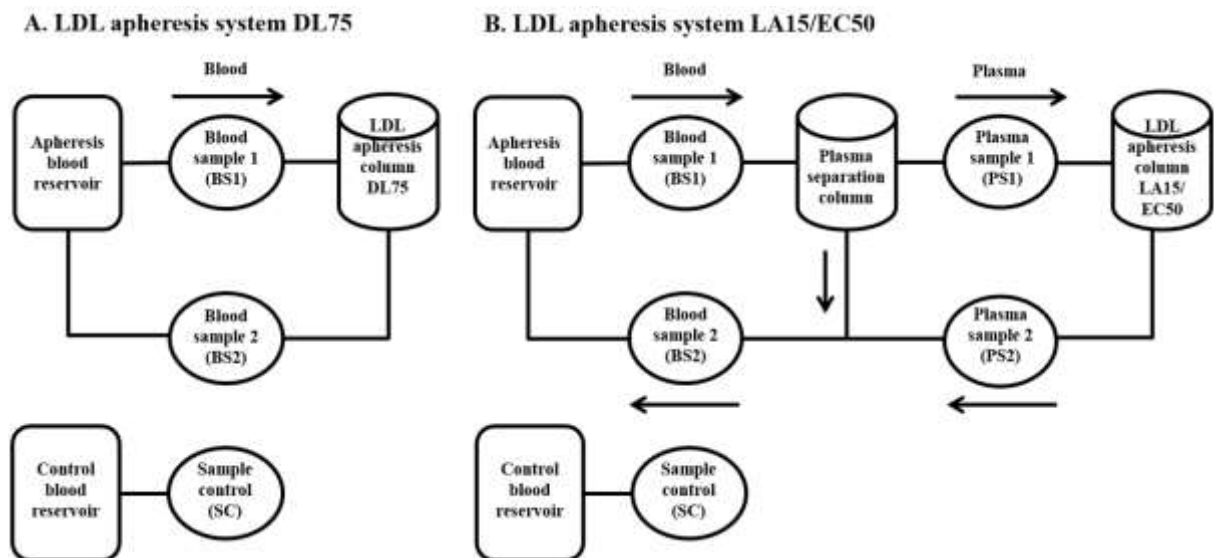 A. LDL apheresis system DL75
Blood
Apheresis
blood
reservoir
Blood
sample 1
(BS1)
LDL
apheresis
column
DL75
Blood
sample 2
(BS2)
Control
blood
reservoir
Sample
control
(SC)
B. LDL apheresis system LA15/EC50
Blood
Plasma
Apheresis
blood
reservoir
Blood
sample 1
(BS1)
Plasma
separation
column
Plasma
sample 1
(PS1)
LDL
apheresis
column
LA15/
EC50
Blood
sample 2
(BS2)
Plasma
sample 2
(PS2)
Control
blood
reservoir
Sample
control
(SC)